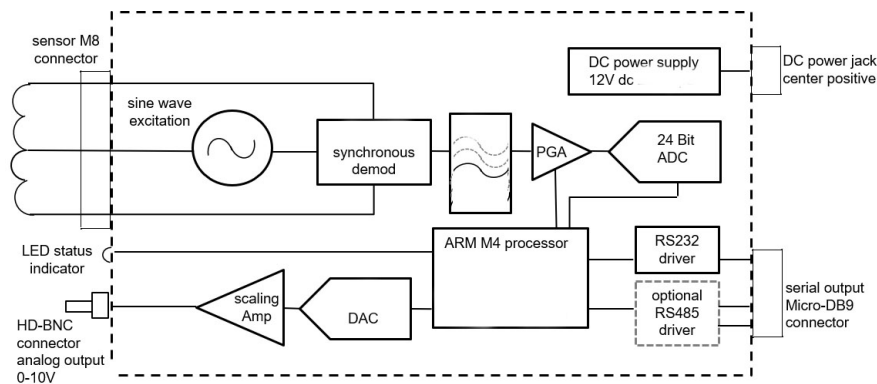 sensor M8
connector
sine wave
excitation
synchronous
demod
PGA
24 Bit
ADC
DC power supply
12V dc
DC power jack
center positive
LED status
indicator
ARM M4 processor
RS232
driver
optional
RS485
driver
serial output
Micro-DB9
connector
scaling
Amp
DAC
HD-BNC
connector
analog output
0-10V